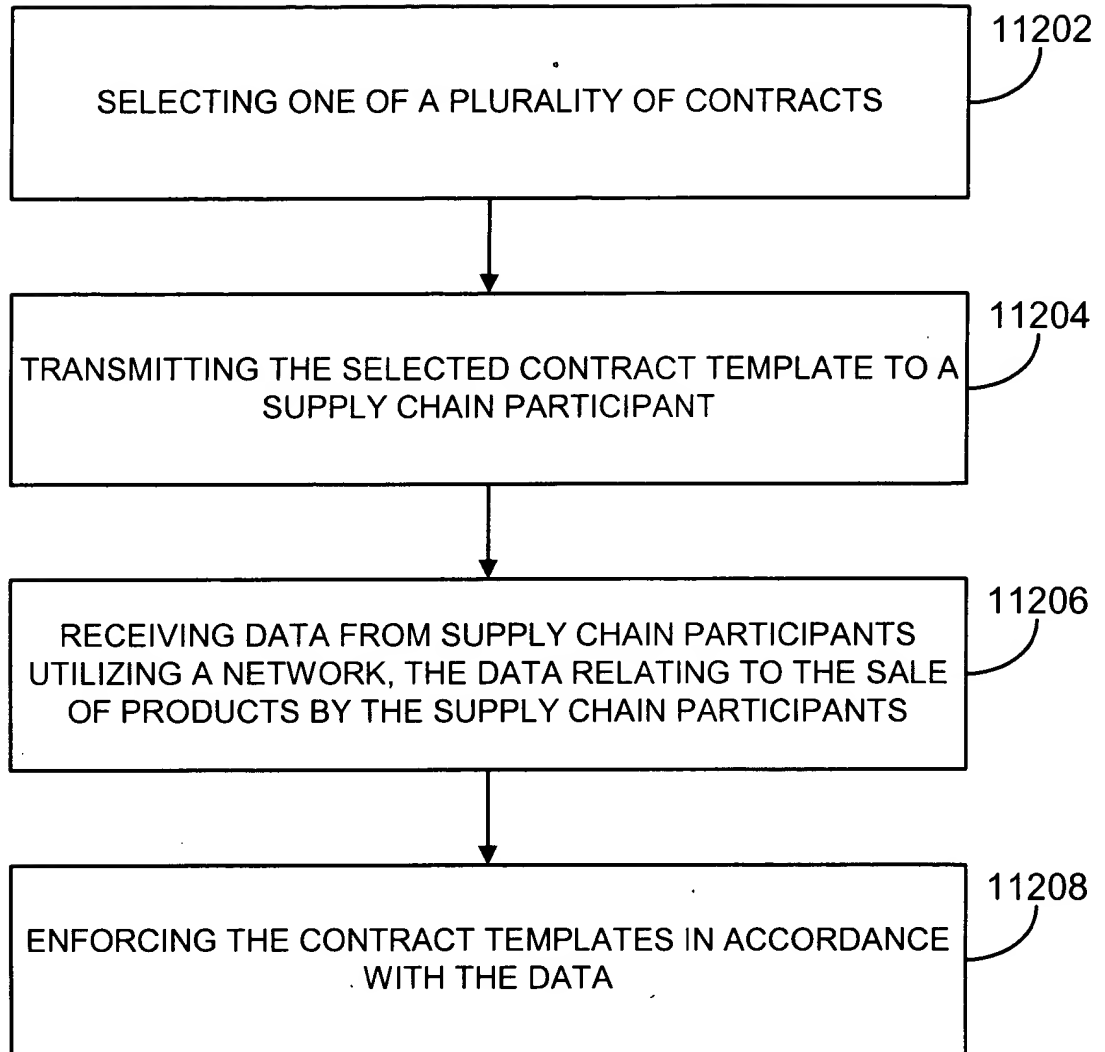 11202
SELECTING ONE OF A PLURALITY OF CONTRACTS
11204
TRANSMITTING THE SELECTED CONTRACT TEMPLATE TO A
SUPPLY CHAIN PARTICIPANT
11206
RECEIVING DATA FROM SUPPLY CHAIN PARTICIPANTS
UTILIZING A NETWORK, THE DATA RELATING TO THE SALE
OF PRODUCTS BY THE SUPPLY CHAIN PARTICIPANTS
11208
ENFORCING THE CONTRACT TEMPLATES IN ACCORDANCE
WITH THE DATA